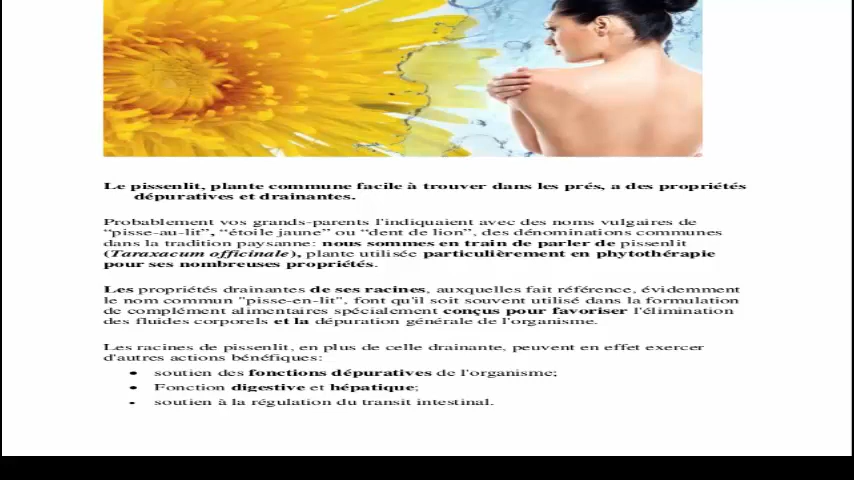 Le pissenlit, plante commune facile à trouver dans les prés, a des propriétés
dépuratives et drainantes.
Probablement vos grands-parents l'indiquaient avec des noms vulgaires de
“pisse-au-lit”, “étoile jaune” ou “dent de lion”, des dénominations communes
dans la tradition paysanne: nous sommes en train de parler de pissenlit
(Taraxacum officinale), plante utilisée particulièrement en phytothérapie
pour ses nombreuses propriétés.
Les propriétés draînantes de ses racines, auxquelles fait référence, évidemment
le nom commun "pisse-en-lit", font qu'il soit souvent utilisé dans la formulation
de complément alimentaires spécialement conçus pour favoriser l'élimination
des fluides corporels et la dépuration générale de l'organisme.
Les racines de pissenlit, en plus de celle drainante, peuvent en effet exercer
d'autres actions bénéfiques:
• soutien des fonctions dépuratives de l'organisme;
• Fonction digestive et hépatique;
• soutien à la régulation du transit intestinal.